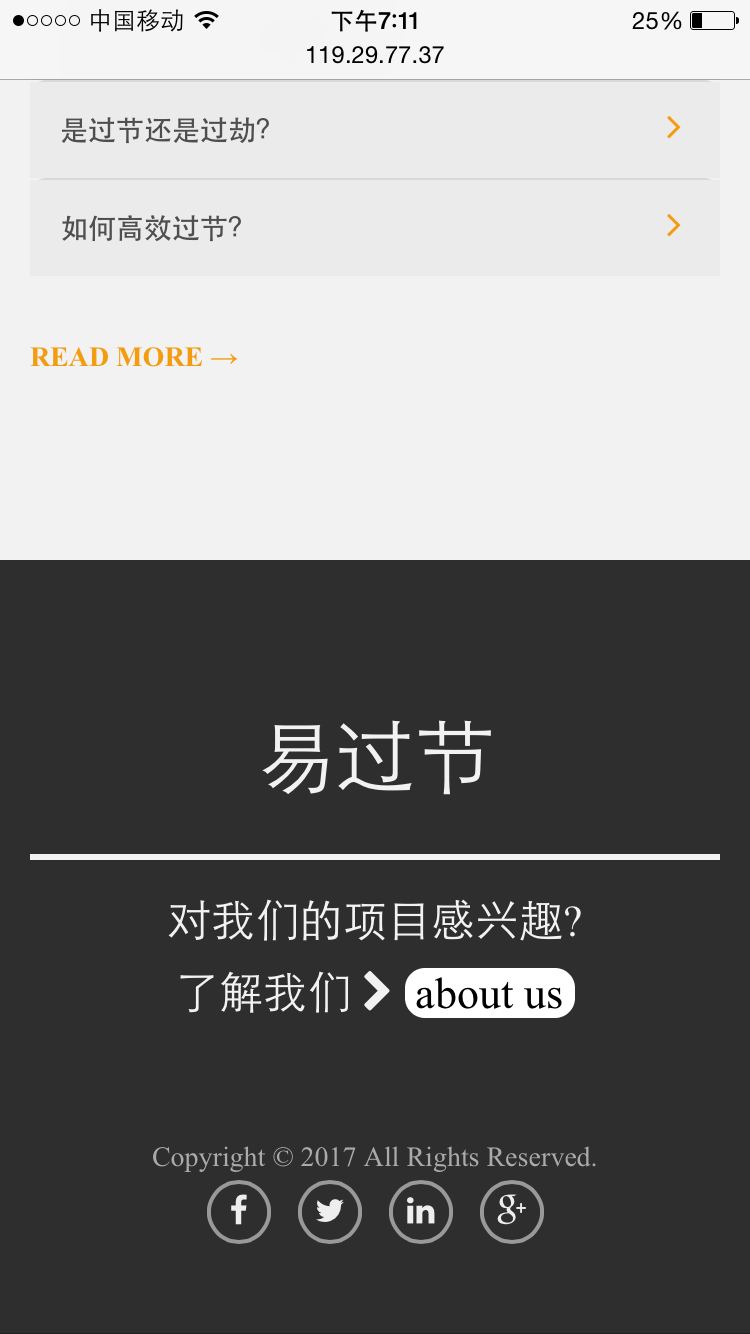 中国移动 下午7:11 25%
119.29.77.37
是过节还是过劫?
如何高效过节?
READ MORE →
易过节
对我们的项目感兴趣?
了解我们 about us
Copyright © 2017 All Rights Reserved.